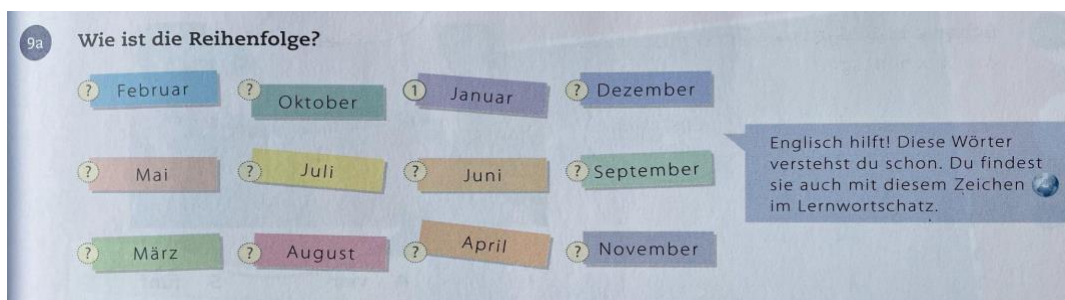 9a Wie ist die Reihenfolge?
? Februar ? Oktober 1 Januar ? Dezember
? Mai ? Juli ? Juni ? September
? März ? August ? April ? November
Englisch hilft! Diese Wörter
verstehst du schon. Du findest
sie auch mit diesem Zeichen
im Lernwortschatz.